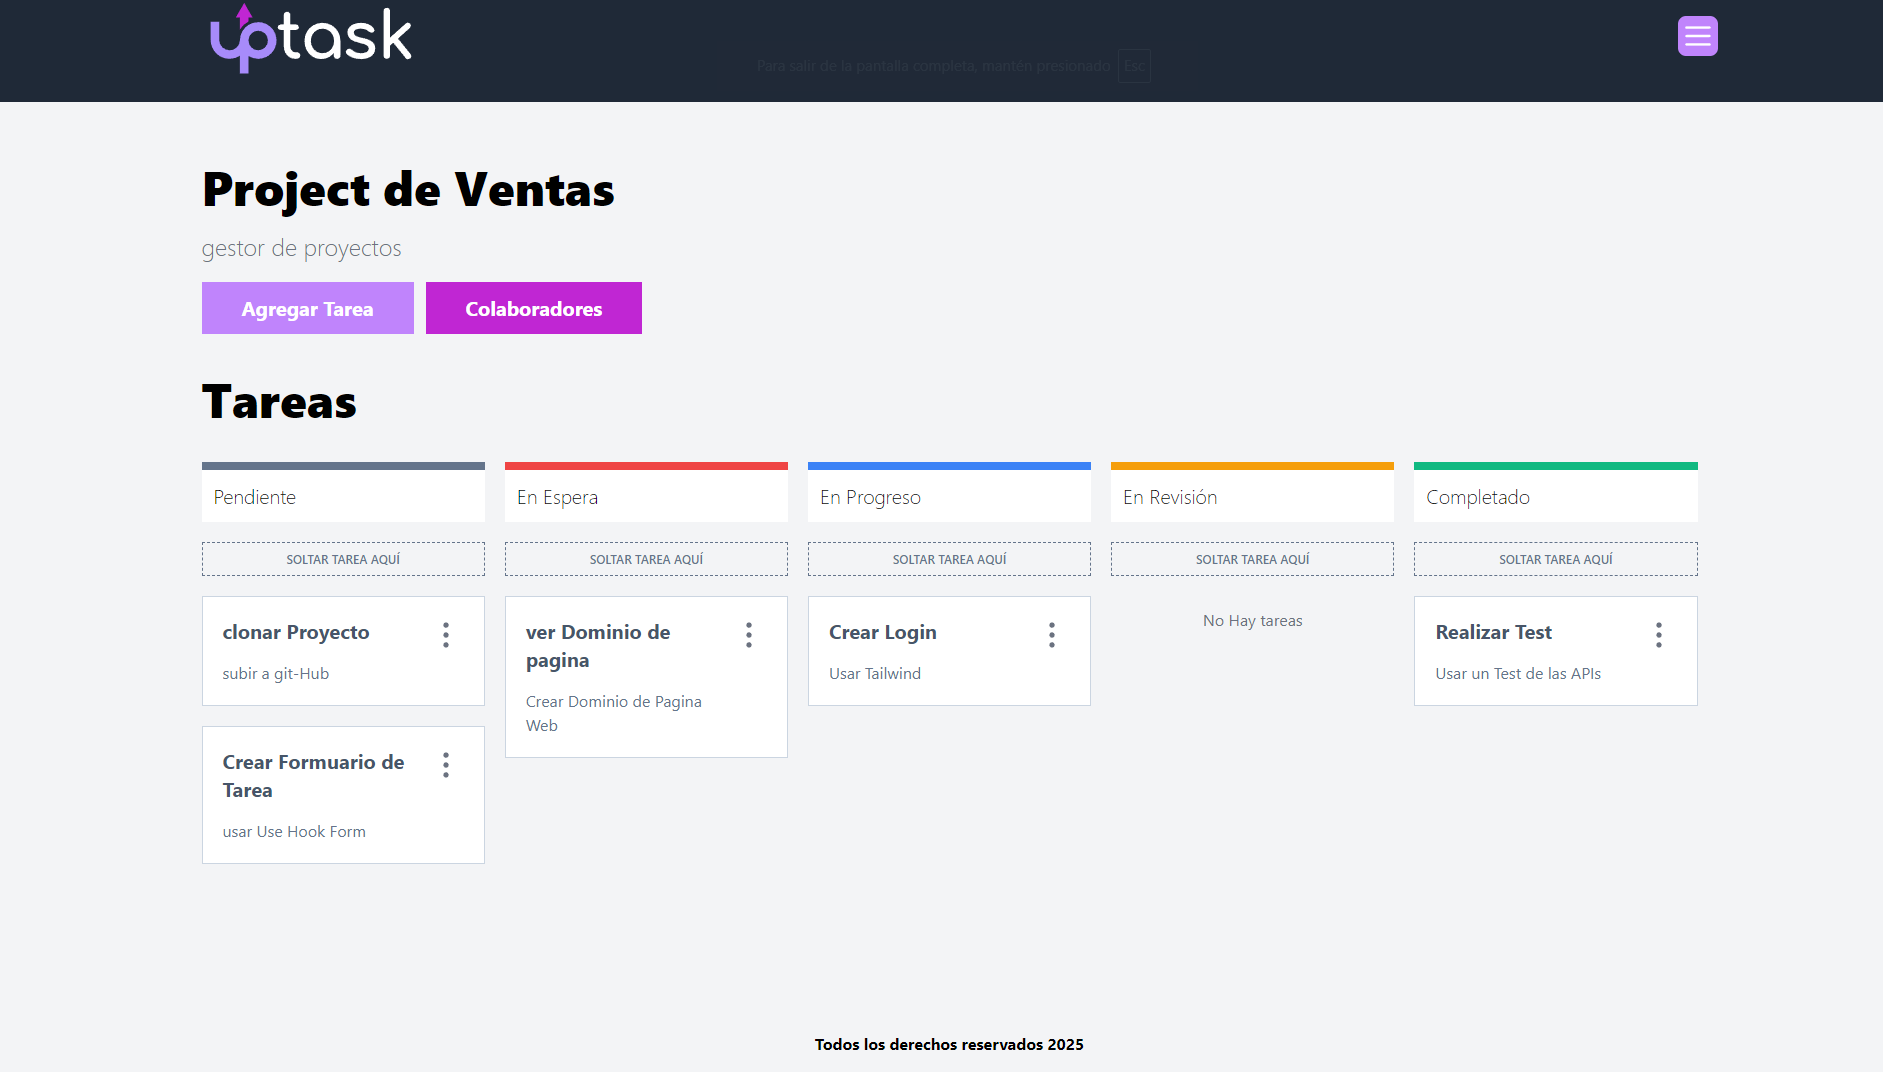 uptask
Para salir de la pantalla completa, mantén presionado Esc
Project de Ventas
gestor de proyectos
Agregar Tarea
Colaboradores
Tareas
Pendiente
SOLTAR TAREA AQUÍ
clonar Proyecto
subir a git-Hub
Crear Formuario de
Tarea
usar Use Hook Form
En Espera
SOLTAR TAREA AQUÍ
ver Dominio de
pagina
Crear Dominio de Pagina
Web
En Progreso
SOLTAR TAREA AQUÍ
Crear Login
Usar Tailwind
En Revisión
SOLTAR TAREA AQUÍ
No Hay tareas
Completado
SOLTAR TAREA AQUÍ
Realizar Test
Usar un Test de las APIs
Todos los derechos reservados 2025